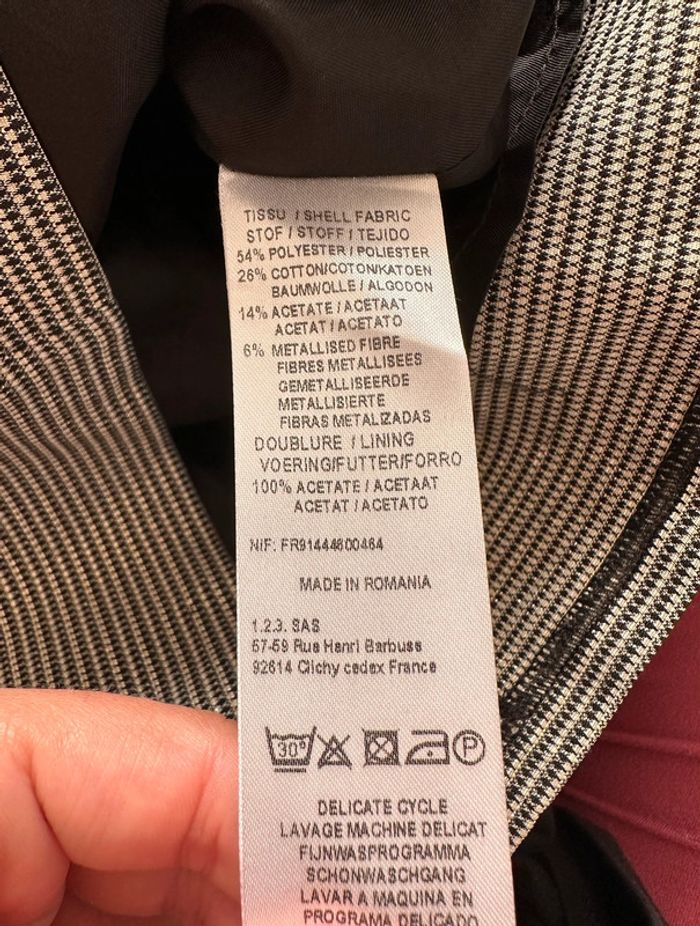 TISSU / SHELL FABRIC
STOF / STOFF / TEJIDO
54% POLYESTER / POLIESTER
26% COTTON/COTON/KATOEN
BAUMWOLLE / ALGODON
14% ACETATE / ACETAAT
ACETAT / ACETATO
6% METALLISED FIBRE
FIBRES METALLISEES
GEMETALLISEERDE
METALLISIERTE
FIBRAS METALIZADAS
DOUBLURE / LINING
VOERING/FUTTER/FORRO
100% ACETATE / ACETAAT
ACETAT / ACETATO
NIF: FR91444600464
MADE IN ROMANIA
1.2.3. SAS
57-59 Rue Henri Barbusse
92614 Clichy cedex France
30° P
DELICATE CYCLE
LAVAGE MACHINE DELICAT
FIJNWASPROGRAMMA
SCHONWASCHGANG
LAVAR A MAQUINA EN
PROGRAMA DELICADO